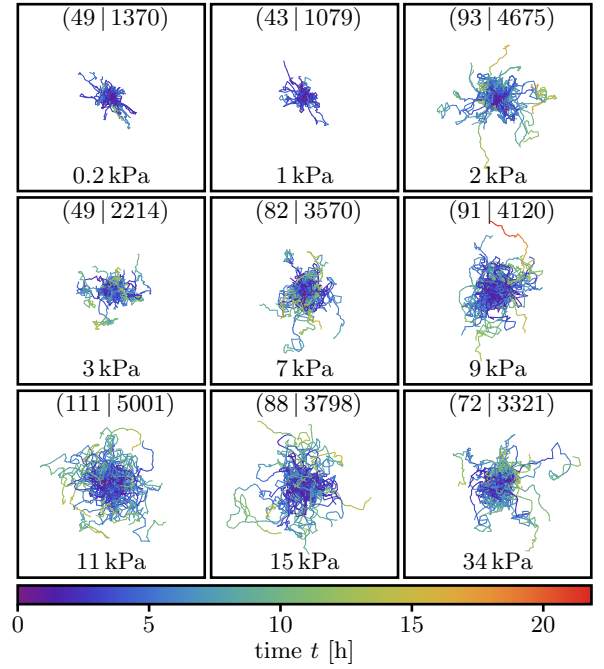 (49 | 1370) (43 | 1079) (93 | 4675)
0.2 kPa 1 kPa 2 kPa
(49 | 2214) (82 | 3570) (91 | 4120)
3 kPa 7 kPa 9 kPa
(111 | 5001) (88 | 3798) (72 | 3321)
11 kPa 15 kPa 34 kPa
0 5 10 15 20
time t [h]